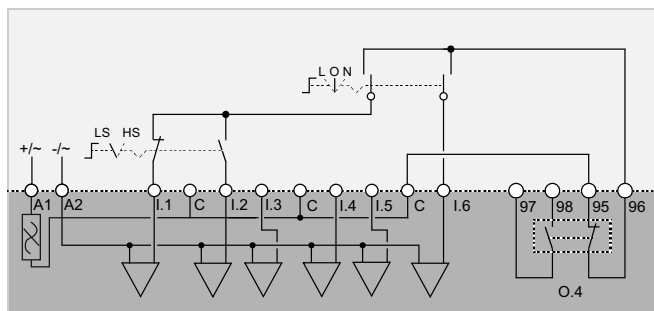 L O N
LS HS
+/~ -/~
A1 A2 I.1 C I.2 I.3 C I.4 I.5 C I.6 97 98 95 96
O.4